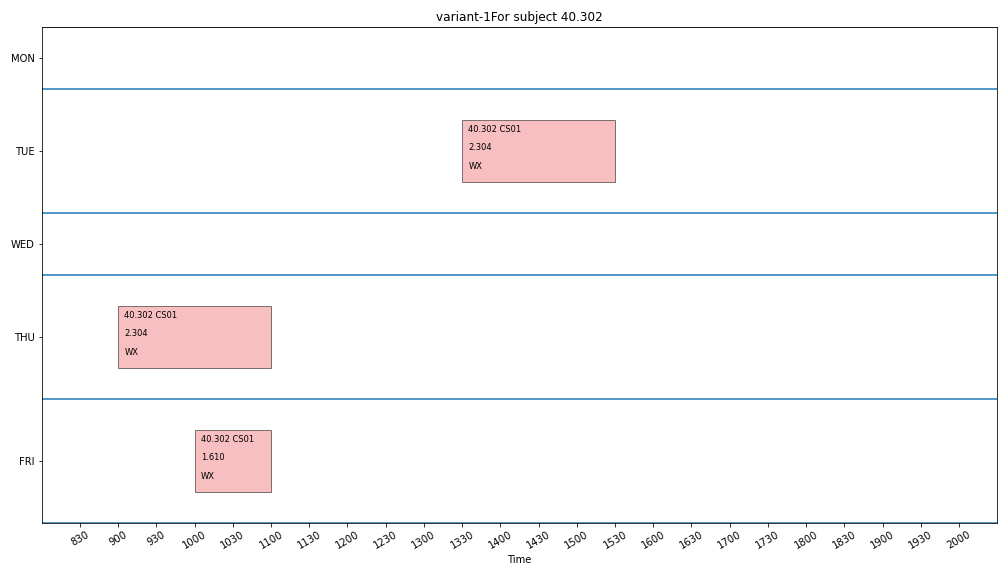 variant-1For subject 40.302
MON
TUE
40.302 CS01
2.304
WX
WED
THU
40.302 CS01
2.304
WX
FRI
40.302 CS01
1.610
WX
830 900 930 1000 1030 1100 1130 1200 1230 1300 1330 1400 1430 1500 1530 1600 1630 1700 1730 1800 1830 1900 1930 2000
Time